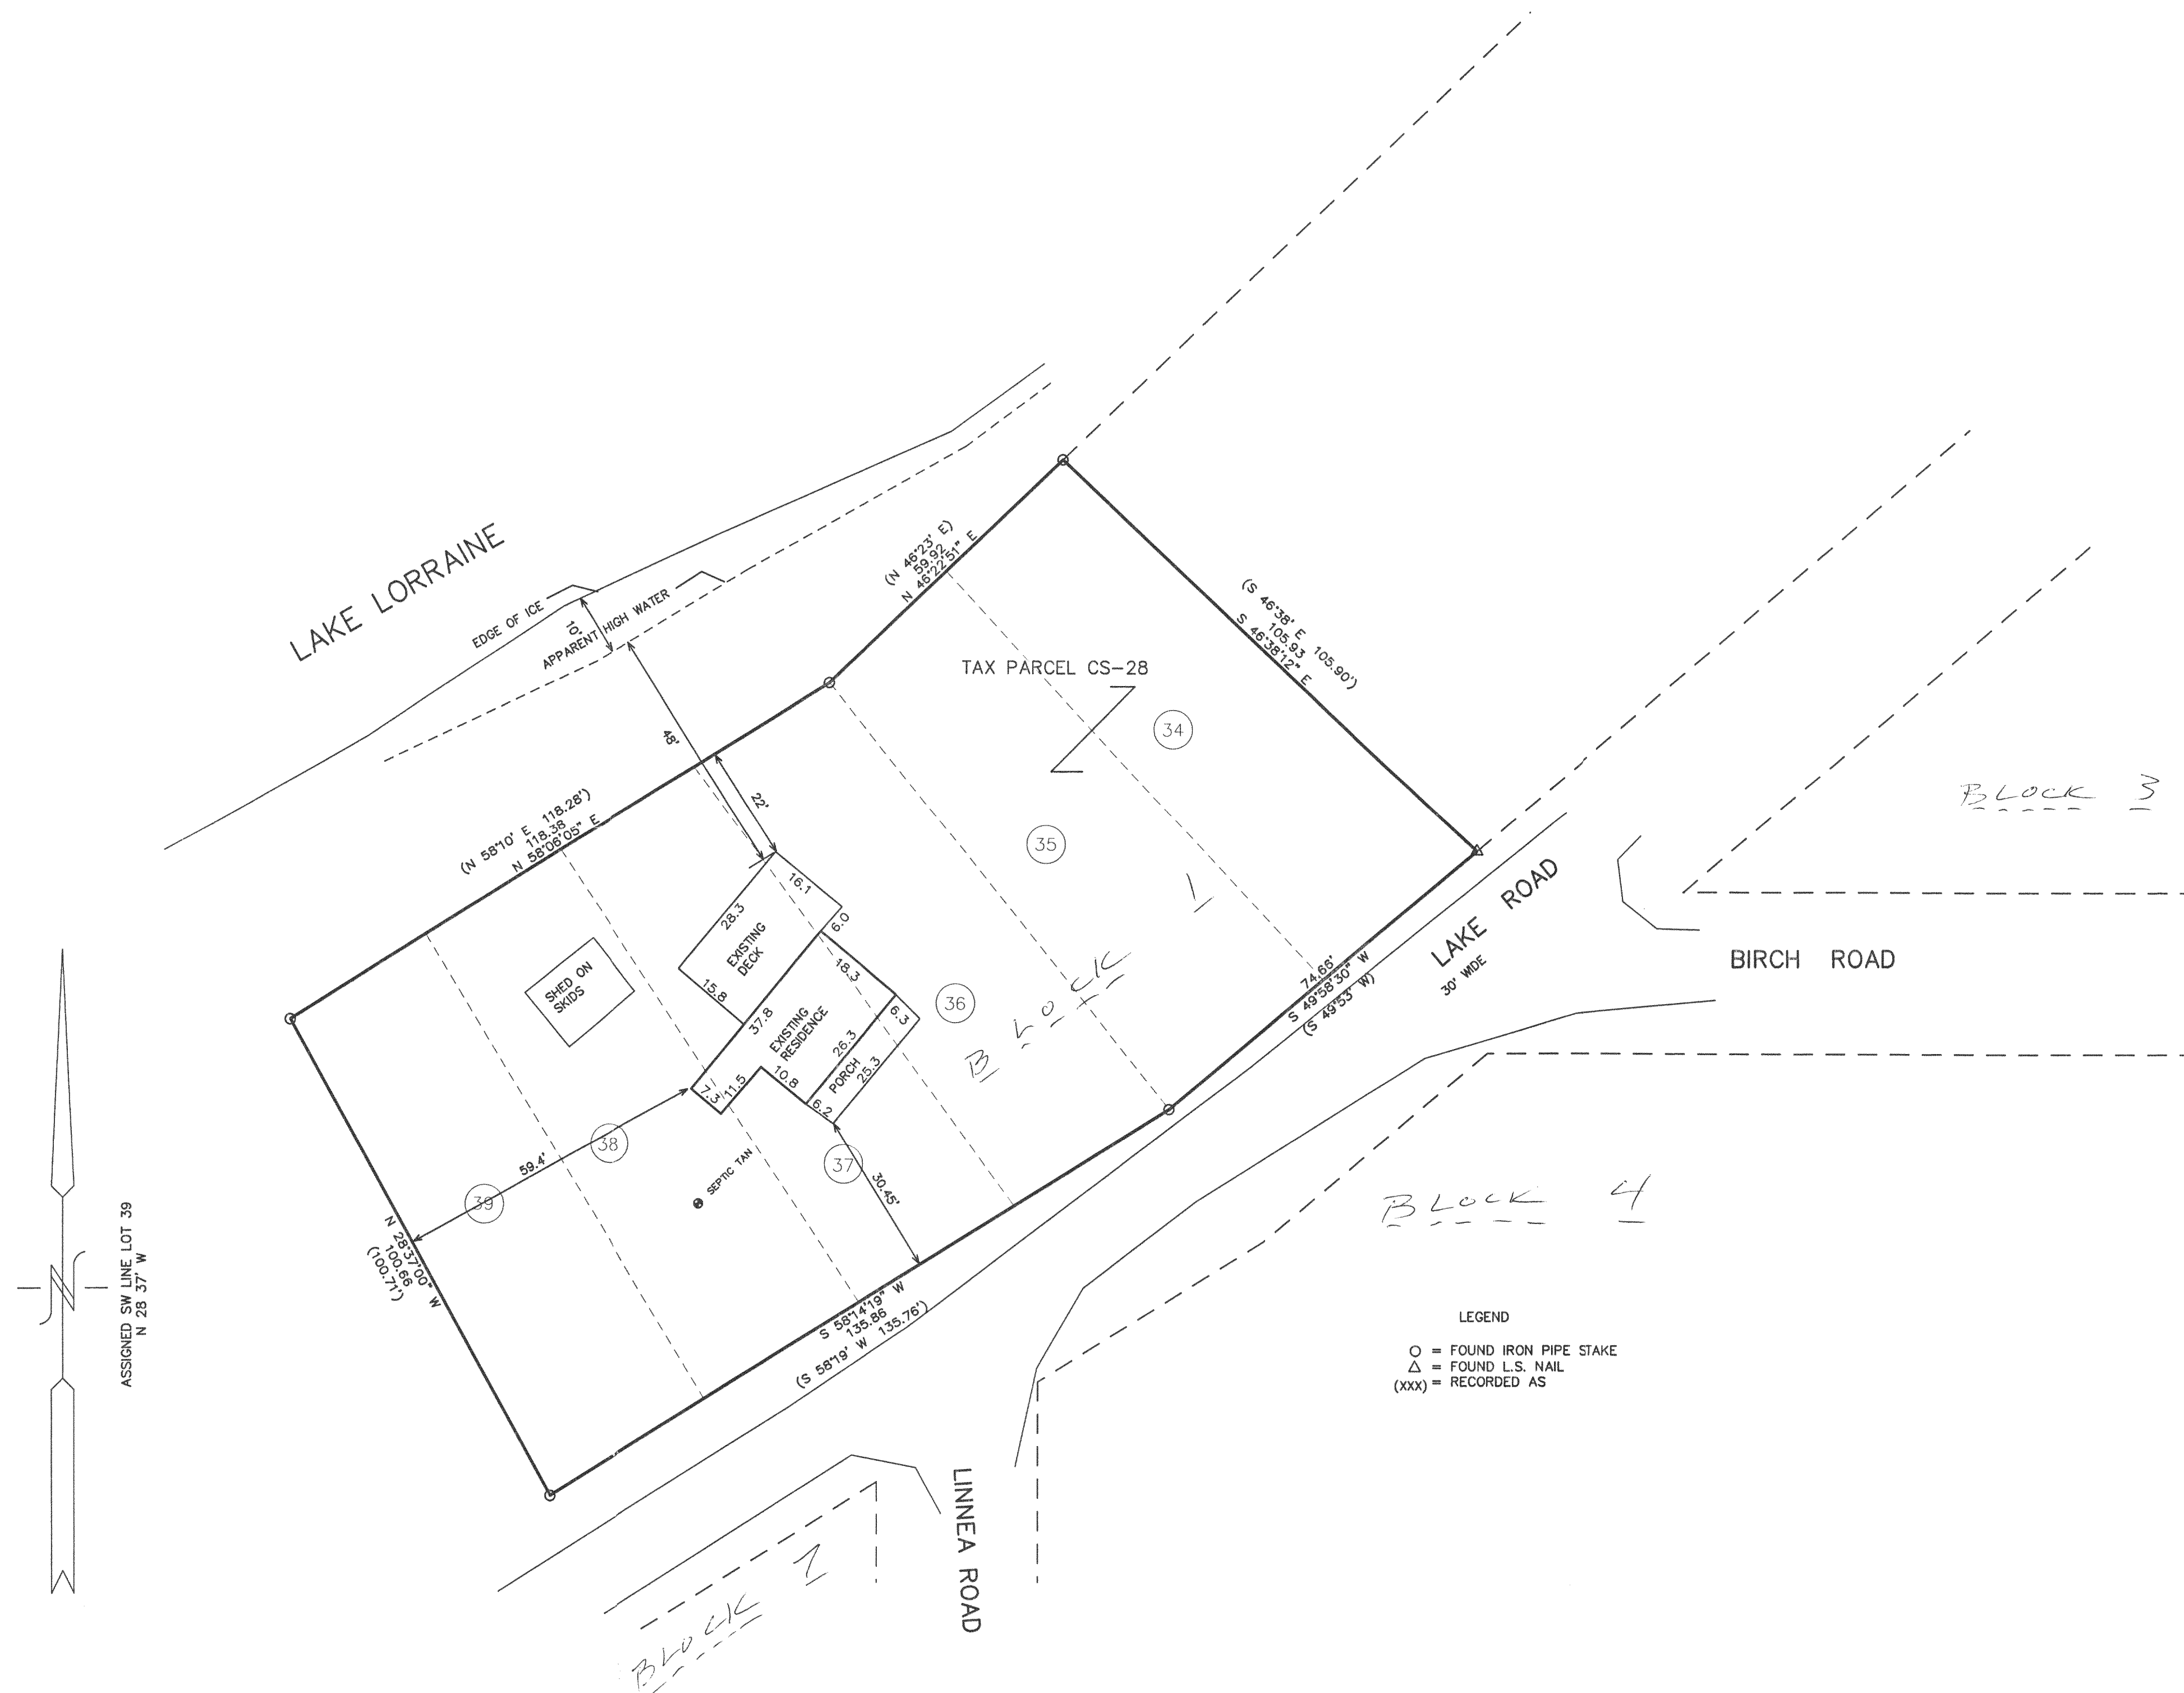 LAKE LORRAINE
EDGE OF ICE
10'
APPARENT HIGH WATER
(N 46°23' E)
59.92
N 46°22'51" E
(S 46°38' E 105.90')
105.93
S 46°38'12" E
TAX PARCEL CS-28
34
35
36
37
38
39
48'
22'
(N 58°10' E 118.28')
118.38
N 58°06'05" E
16.1
28.3
EXISTING
DECK
6.0
15.8
SHED ON
SKIDS
18.3
37.8
EXISTING
RESIDENCE
6.3
26.3
PORCH
25.3
7.3
11.5
10.8
6.2
59.4'
SEPTIC TAN
30.45'
BLOCK 1
74.66'
S 49°58'30" W
(S 49°53' W)
LAKE ROAD
30' WIDE
BIRCH ROAD
BLOCK 3
BLOCK 4
N 28°37'00" W
100.66
(100.71')
S 58°14'19" W
135.86
(S 58°19' W 135.76')
N
ASSIGNED SW LINE LOT 39
N 28 37' W
LINNEA ROAD
LEGEND
O = FOUND IRON PIPE STAKE
△ = FOUND L.S. NAIL
(XXX) = RECORDED AS